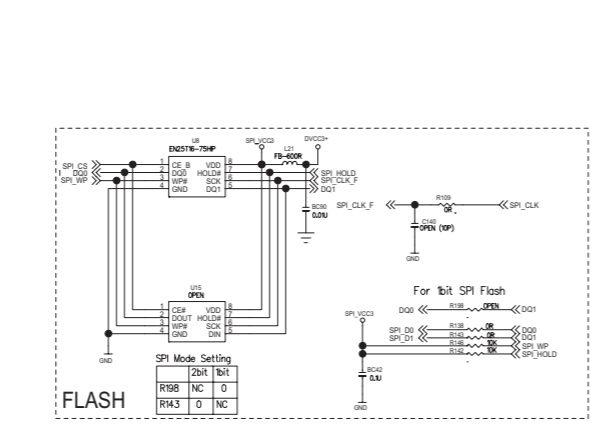 U8
EN25T16-75HP
SPI_CS
DQ0
SPI_WP
1 CE_B VDD 8
2 DQ0 HOLD# 7
3 WP# SCK 6
4 GND DQ1 5
SPI_VCC3
L21
FB-600R
DVCC3+
SPI_HOLD
SPI_CLK_F
DQ1
BC90
0.01U
SPI_CLK_F
R109
0R
SPI_CLK
C140
OPEN (10P)
GND
U15
OPEN
1 CE# VDD 8
2 DOUT HOLD# 7
3 WP# SCK 6
4 GND DIN 5
GND
For 1bit SPI Flash
DQ0 R198 OPEN DQ1
SPI_VCC3
SPI_D0 R138 0R DQ0
SPI_D1 R143 0R DQ1
R146 10K SPI_WP
R142 10K SPI_HOLD
BC42
0.1U
GND
SPI Mode Setting
2bit 1bit
R198 NC 0
R143 0 NC
FLASH